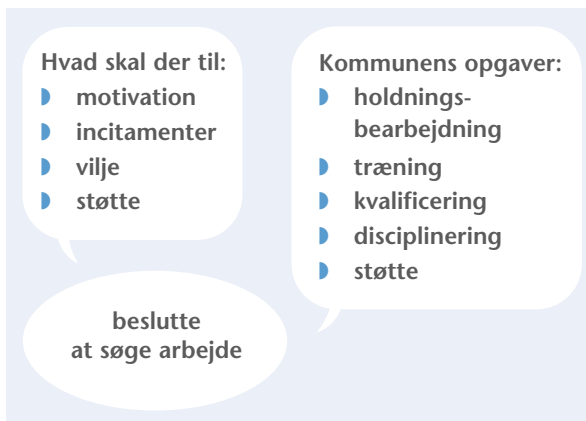 Hvad skal der til:
motivation
incitamenter
vilje
støtte
Kommunens opgaver:
holdnings-
bearbejdning
træning
kvalificering
disciplinering
støtte
beslutte
at søge arbejde